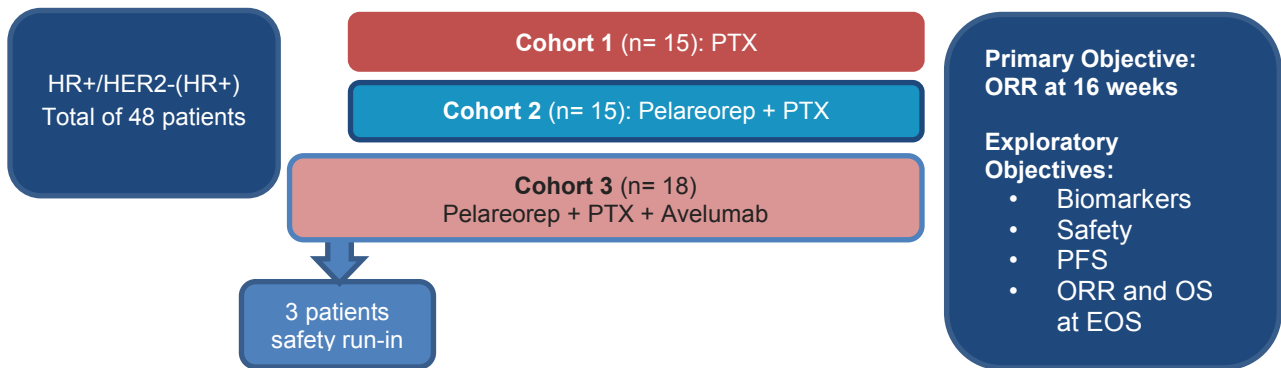 HR+/HER2-(HR+)
Total of 48 patients
Cohort 1 (n= 15): PTX
Cohort 2 (n= 15): Pelareorep + PTX
Cohort 3 (n= 18)
Pelareorep + PTX + Avelumab
3 patients
safety run-in
Primary Objective:
ORR at 16 weeks
Exploratory
Objectives:
• Biomarkers
• Safety
• PFS
• ORR and OS
at EOS